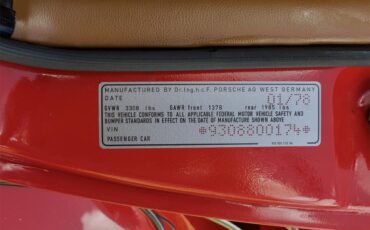 MANUFACTURED BY Dr.Ing.h.c.F. PORSCHE AG WEST GERMANY
DATE 01/78
GVWR 3308 lbs GAWR front 1378 rear 1985 lbs
THIS VEHICLE CONFORMS TO ALL APPLICABLE FEDERAL MOTOR VEHICLE SAFETY AND
BUMPER STANDARDS IN EFFECT ON THE DATE OF MANUFACTURE SHOWN ABOVE
VIN *9308800174*
PASSENGER CAR